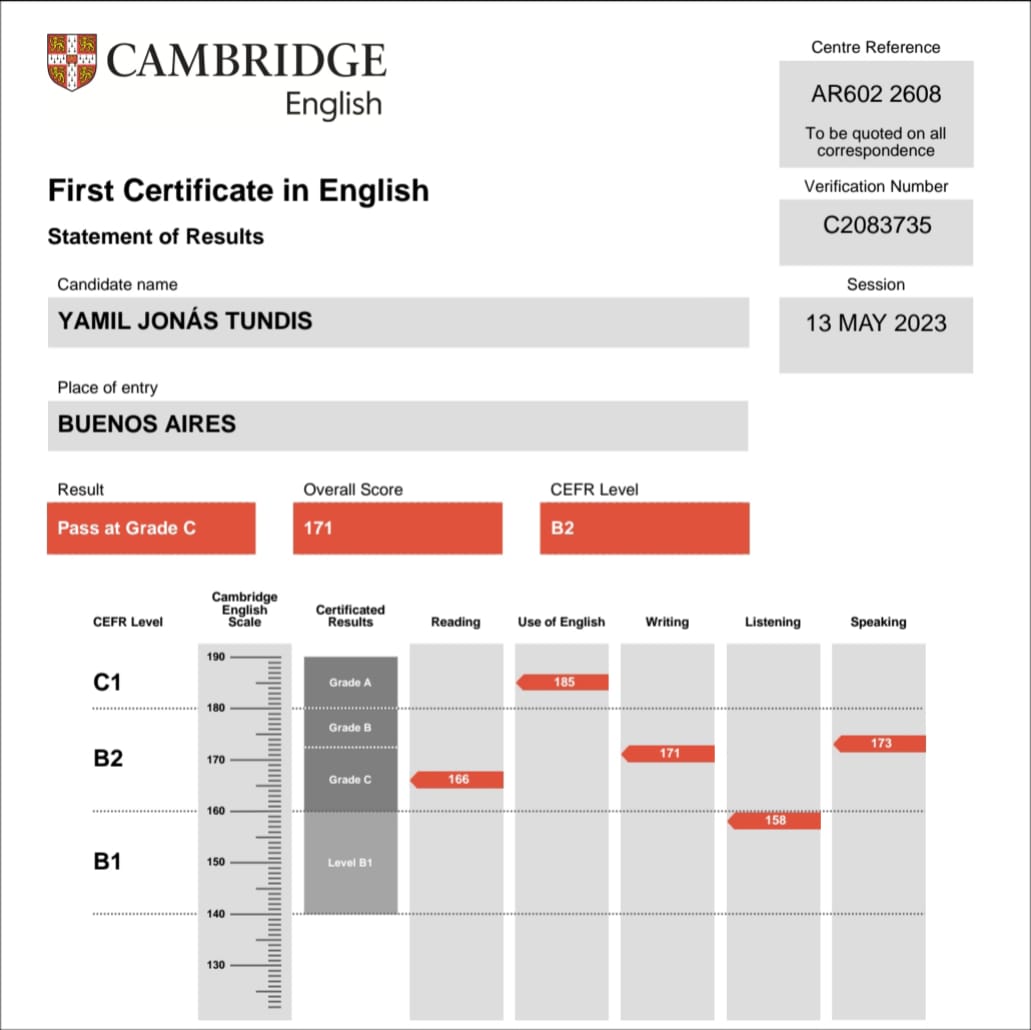 CAMBRIDGE
English
Centre Reference
AR602 2608
To be quoted on all
correspondence
First Certificate in English
Statement of Results
Verification Number
C2083735
Candidate name
YAMIL JONÁS TUNDIS
Session
13 MAY 2023
Place of entry
BUENOS AIRES
Result
Overall Score
CEFR Level
Pass at Grade C
171
B2
CEFR Level
Cambridge
English
Scale
Certificated
Results
Reading
Use of English
Writing
Listening
Speaking
190
C1
Grade A
185
180
Grade B
173
B2
170
171
Grade C
166
160
158
B1
150
Level B1
140
130